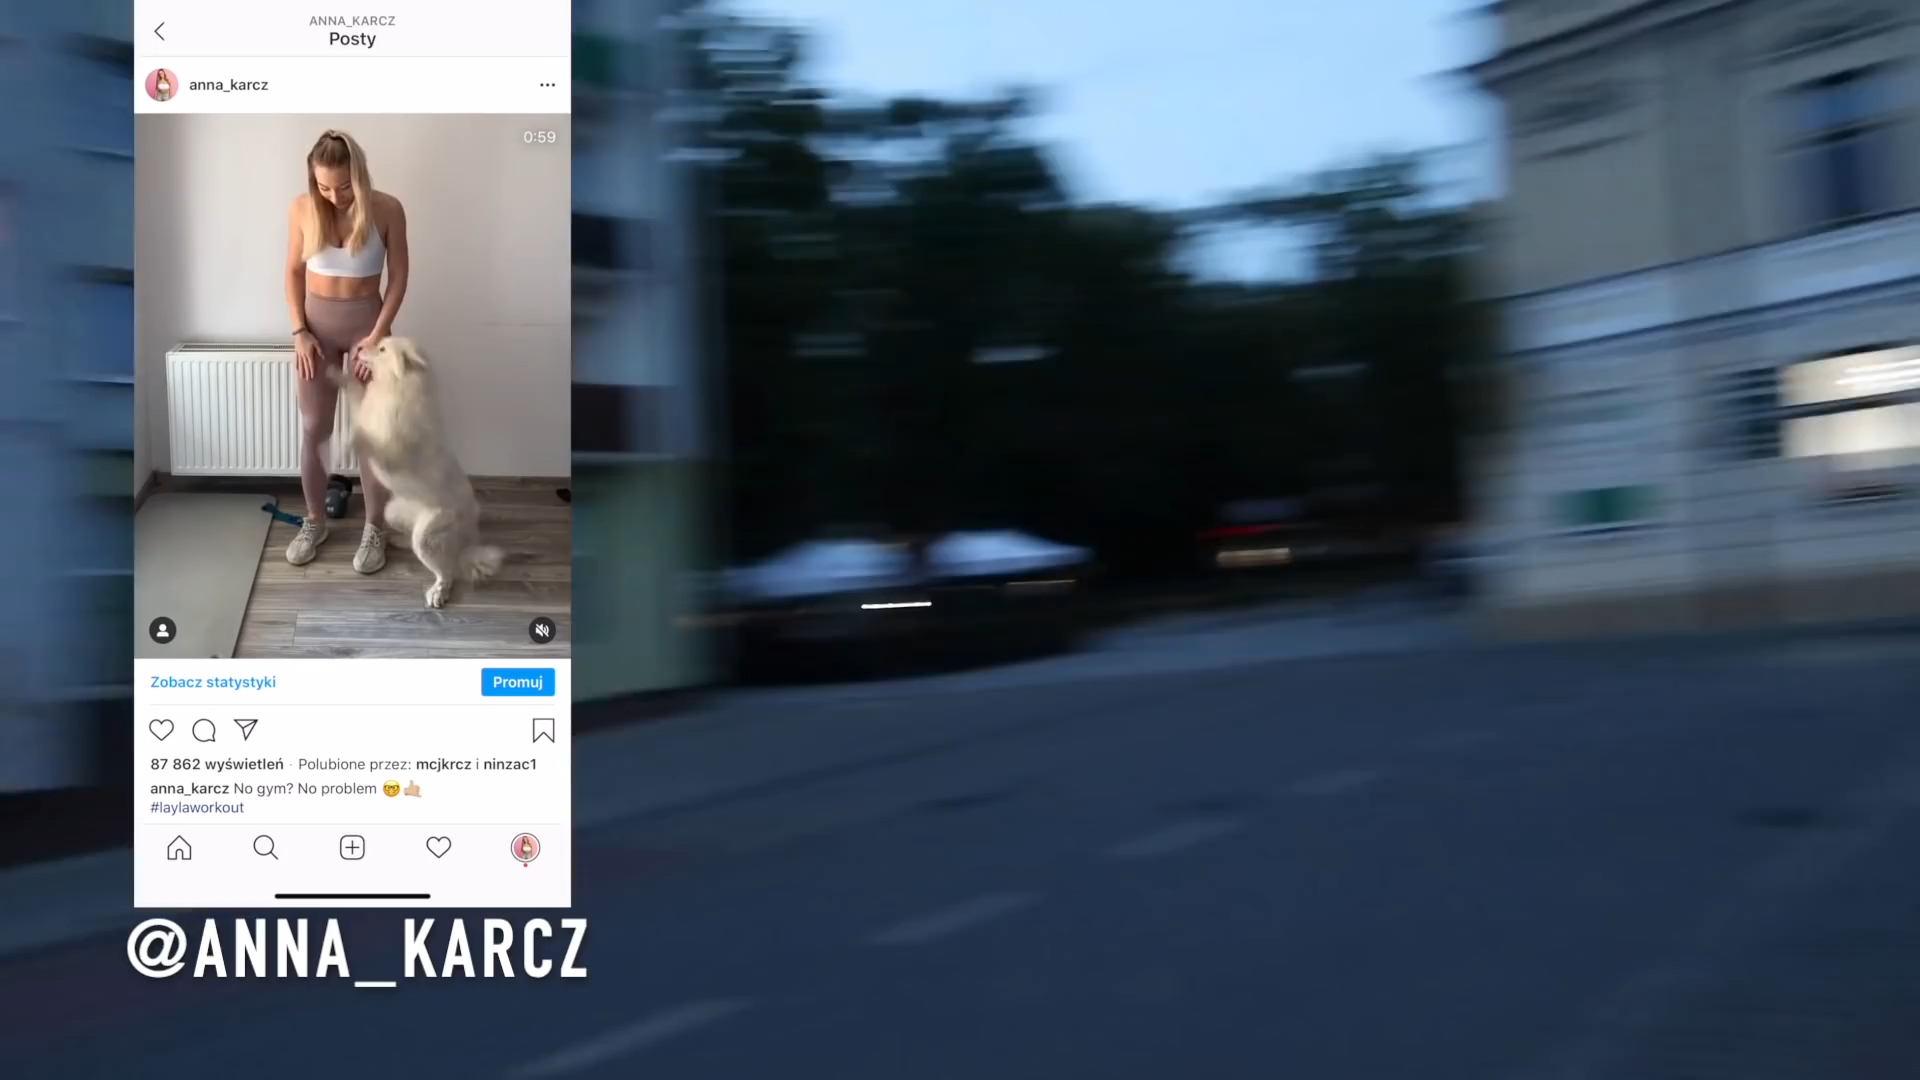 ANNA_KARCZ
Posty
anna_karcz
0:59
Zobacz statystyki
Promuj
87 862 wyświetleń · Polubione przez: mcjkrcz i ninzac1
anna_karcz No gym? No problem 🤓🤙🏼
#laylaworkout
@ANNA_KARCZ